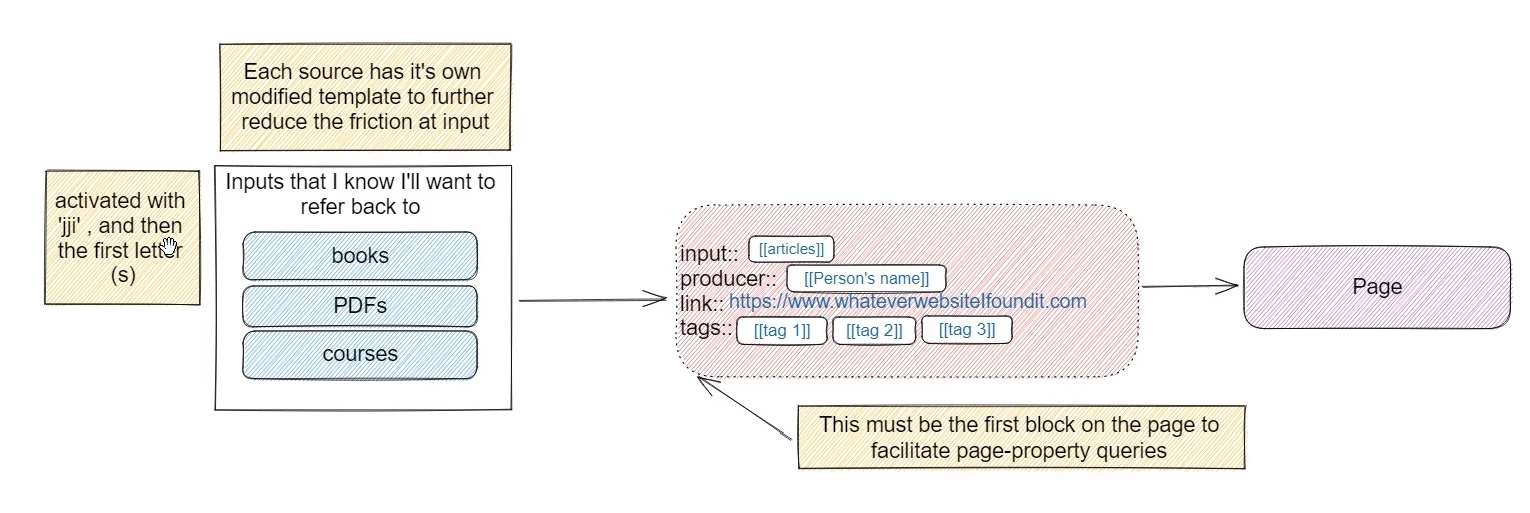 Each source has it's own
modified template to further
reduce the friction at input
activated with
'jji' , and then
the first letter
(s)
Inputs that I know I'll want to
refer back to
books
PDFs
courses
input:: [[articles]]
producer:: [[Person's name]]
link:: https://www.whateverwebsiteIfoundit.com
tags:: [[tag 1]] [[tag 2]] [[tag 3]]
Page
This must be the first block on the page to
facilitate page-property queries